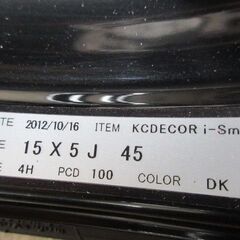 TE 2012/10/16 ITEM KCDECOR i-Sm
E 15 X 5 J 45
E 4H PCD 100 COLOR DK